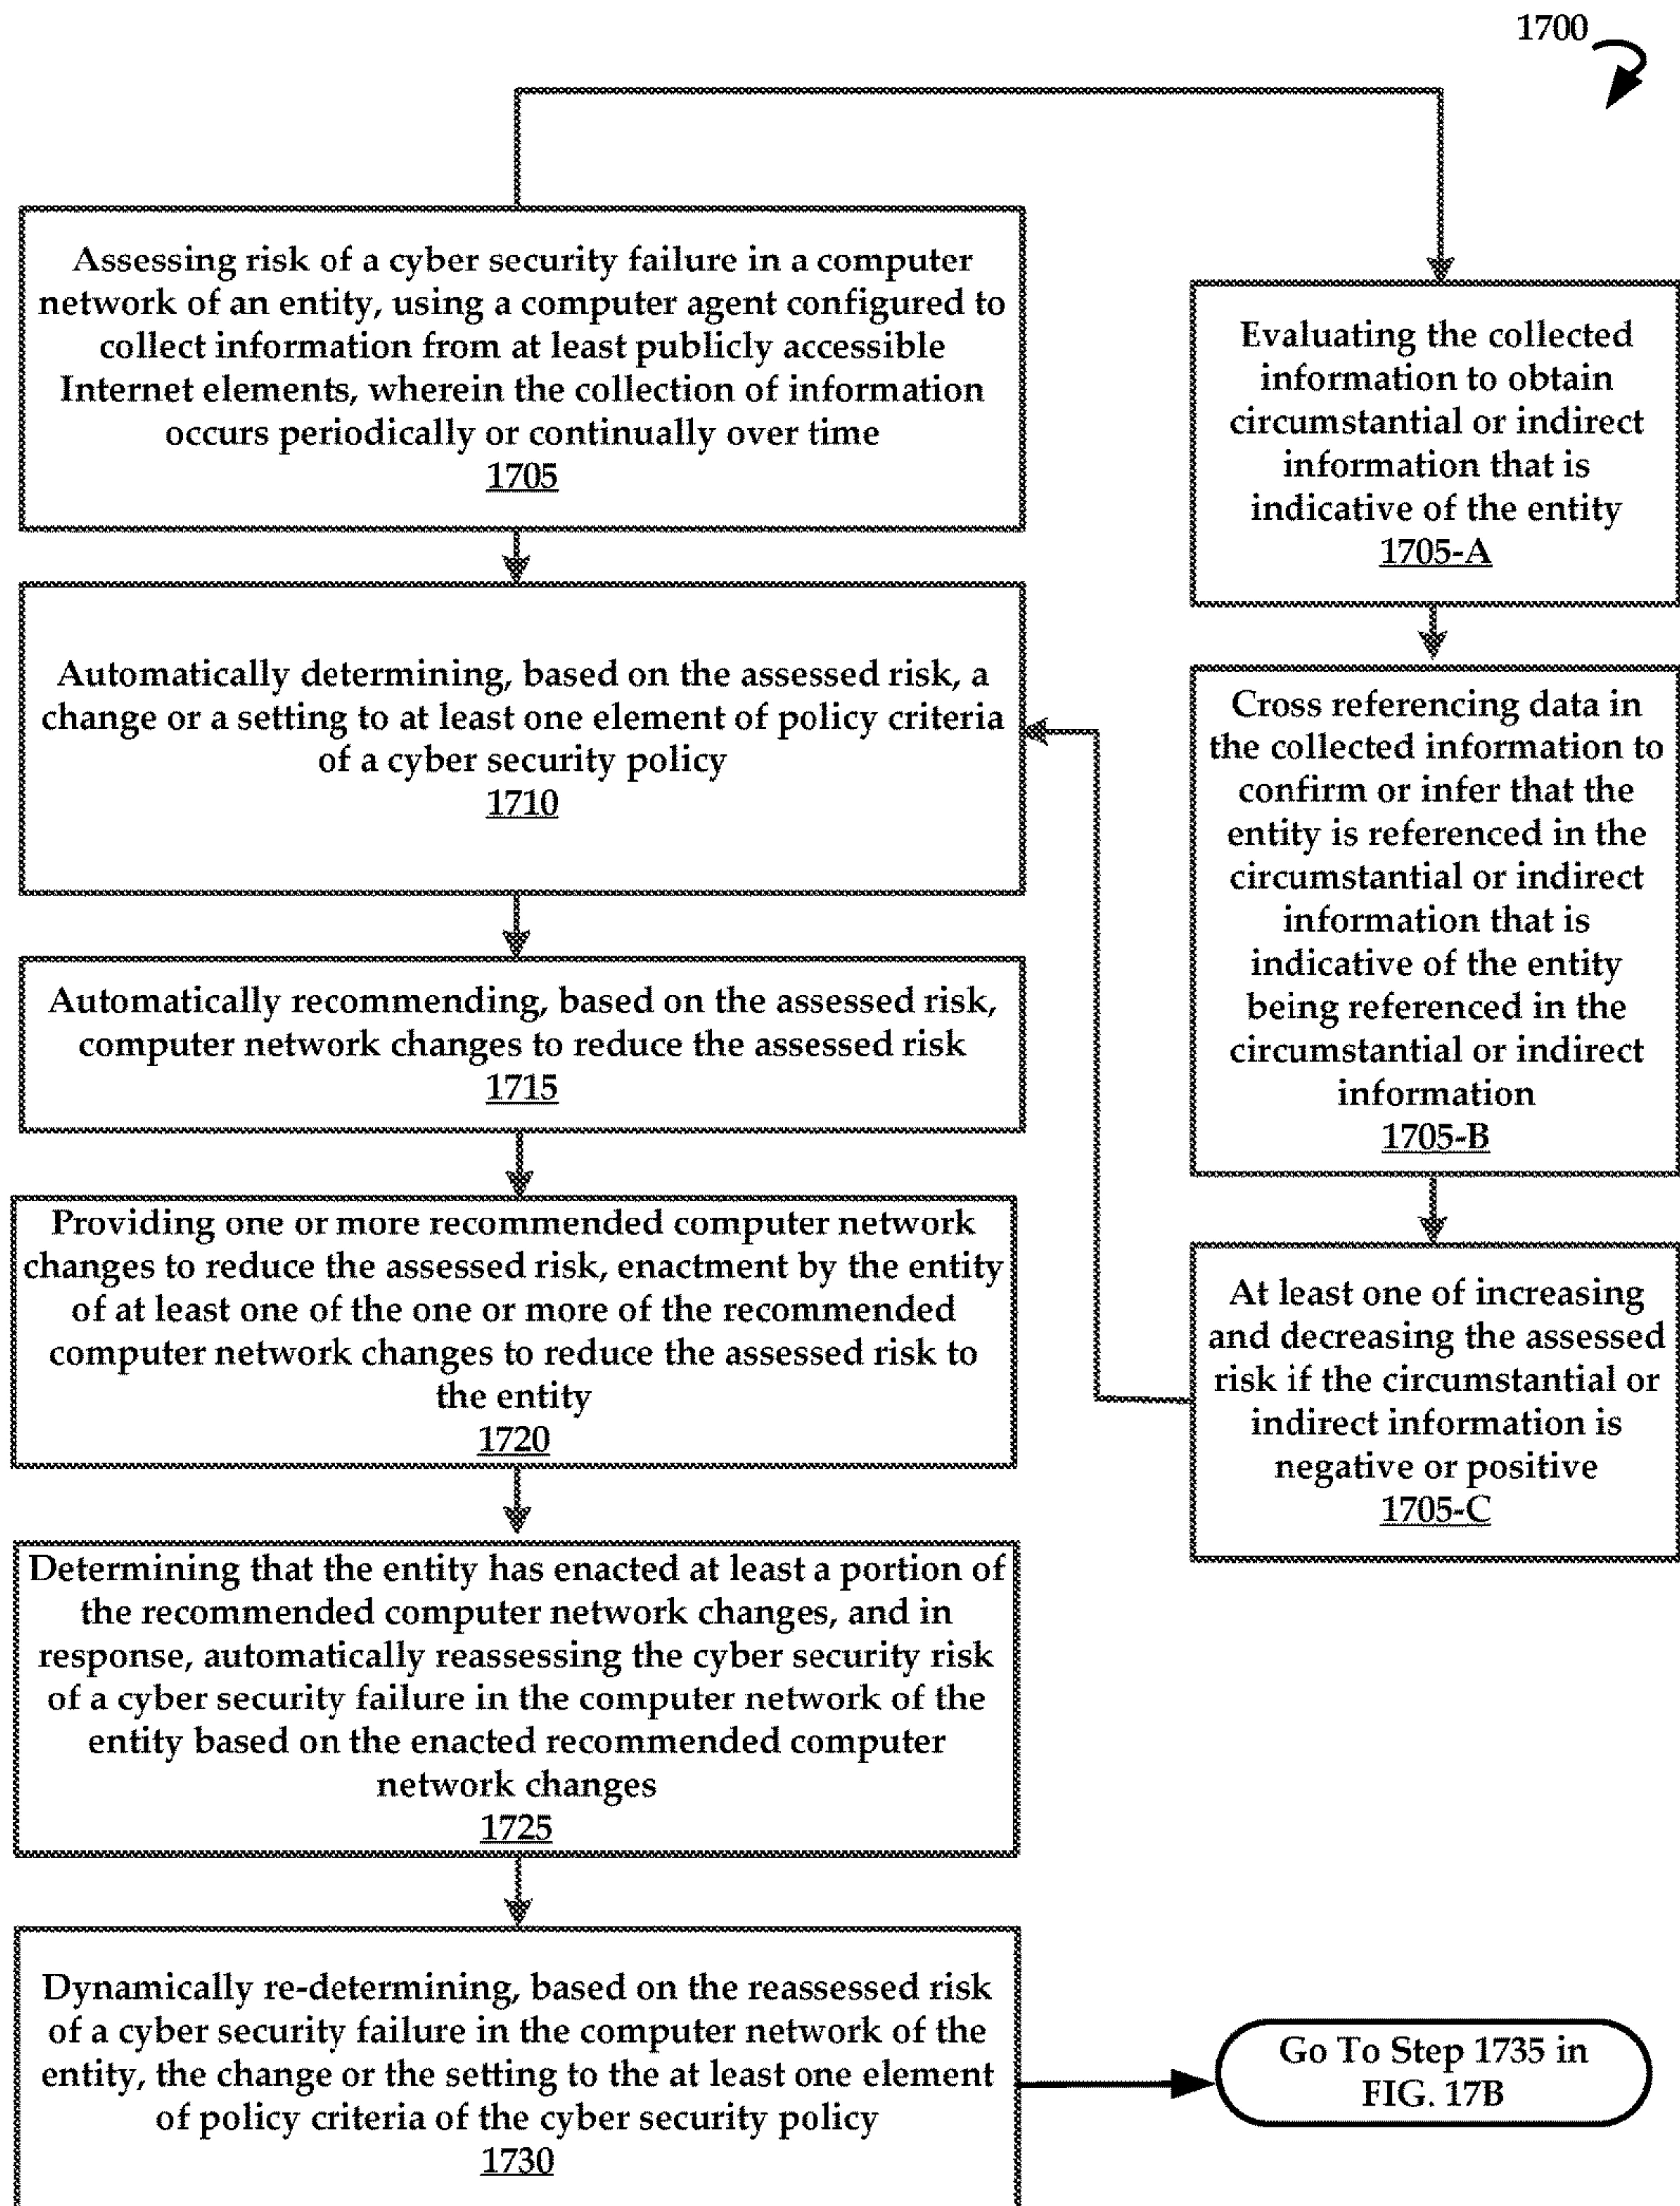 1700
Assessing risk of a cyber security failure in a computer
network of an entity, using a computer agent configured to
collect information from at least publicly accessible
Internet elements, wherein the collection of information
occurs periodically or continually over time
1705
Automatically determining, based on the assessed risk, a
change or a setting to at least one element of policy criteria
of a cyber security policy
1710
Automatically recommending, based on the assessed risk,
computer network changes to reduce the assessed risk
1715
Providing one or more recommended computer network
changes to reduce the assessed risk, enactment by the entity
of at least one of the one or more of the recommended
computer network changes to reduce the assessed risk to
the entity
1720
Determining that the entity has enacted at least a portion of
the recommended computer network changes, and in
response, automatically reassessing the cyber security risk
of a cyber security failure in the computer network of the
entity based on the enacted recommended computer
network changes
1725
Dynamically re-determining, based on the reassessed risk
of a cyber security failure in the computer network of the
entity, the change or the setting to the at least one element
of policy criteria of the cyber security policy
1730
Evaluating the collected
information to obtain
circumstantial or indirect
information that is
indicative of the entity
1705-A
Cross referencing data in
the collected information to
confirm or infer that the
entity is referenced in the
circumstantial or indirect
information that is
indicative of the entity
being referenced in the
circumstantial or indirect
information
1705-B
At least one of increasing
and decreasing the assessed
risk if the circumstantial or
indirect information is
negative or positive
1705-C
Go To Step 1735 in
FIG. 17B